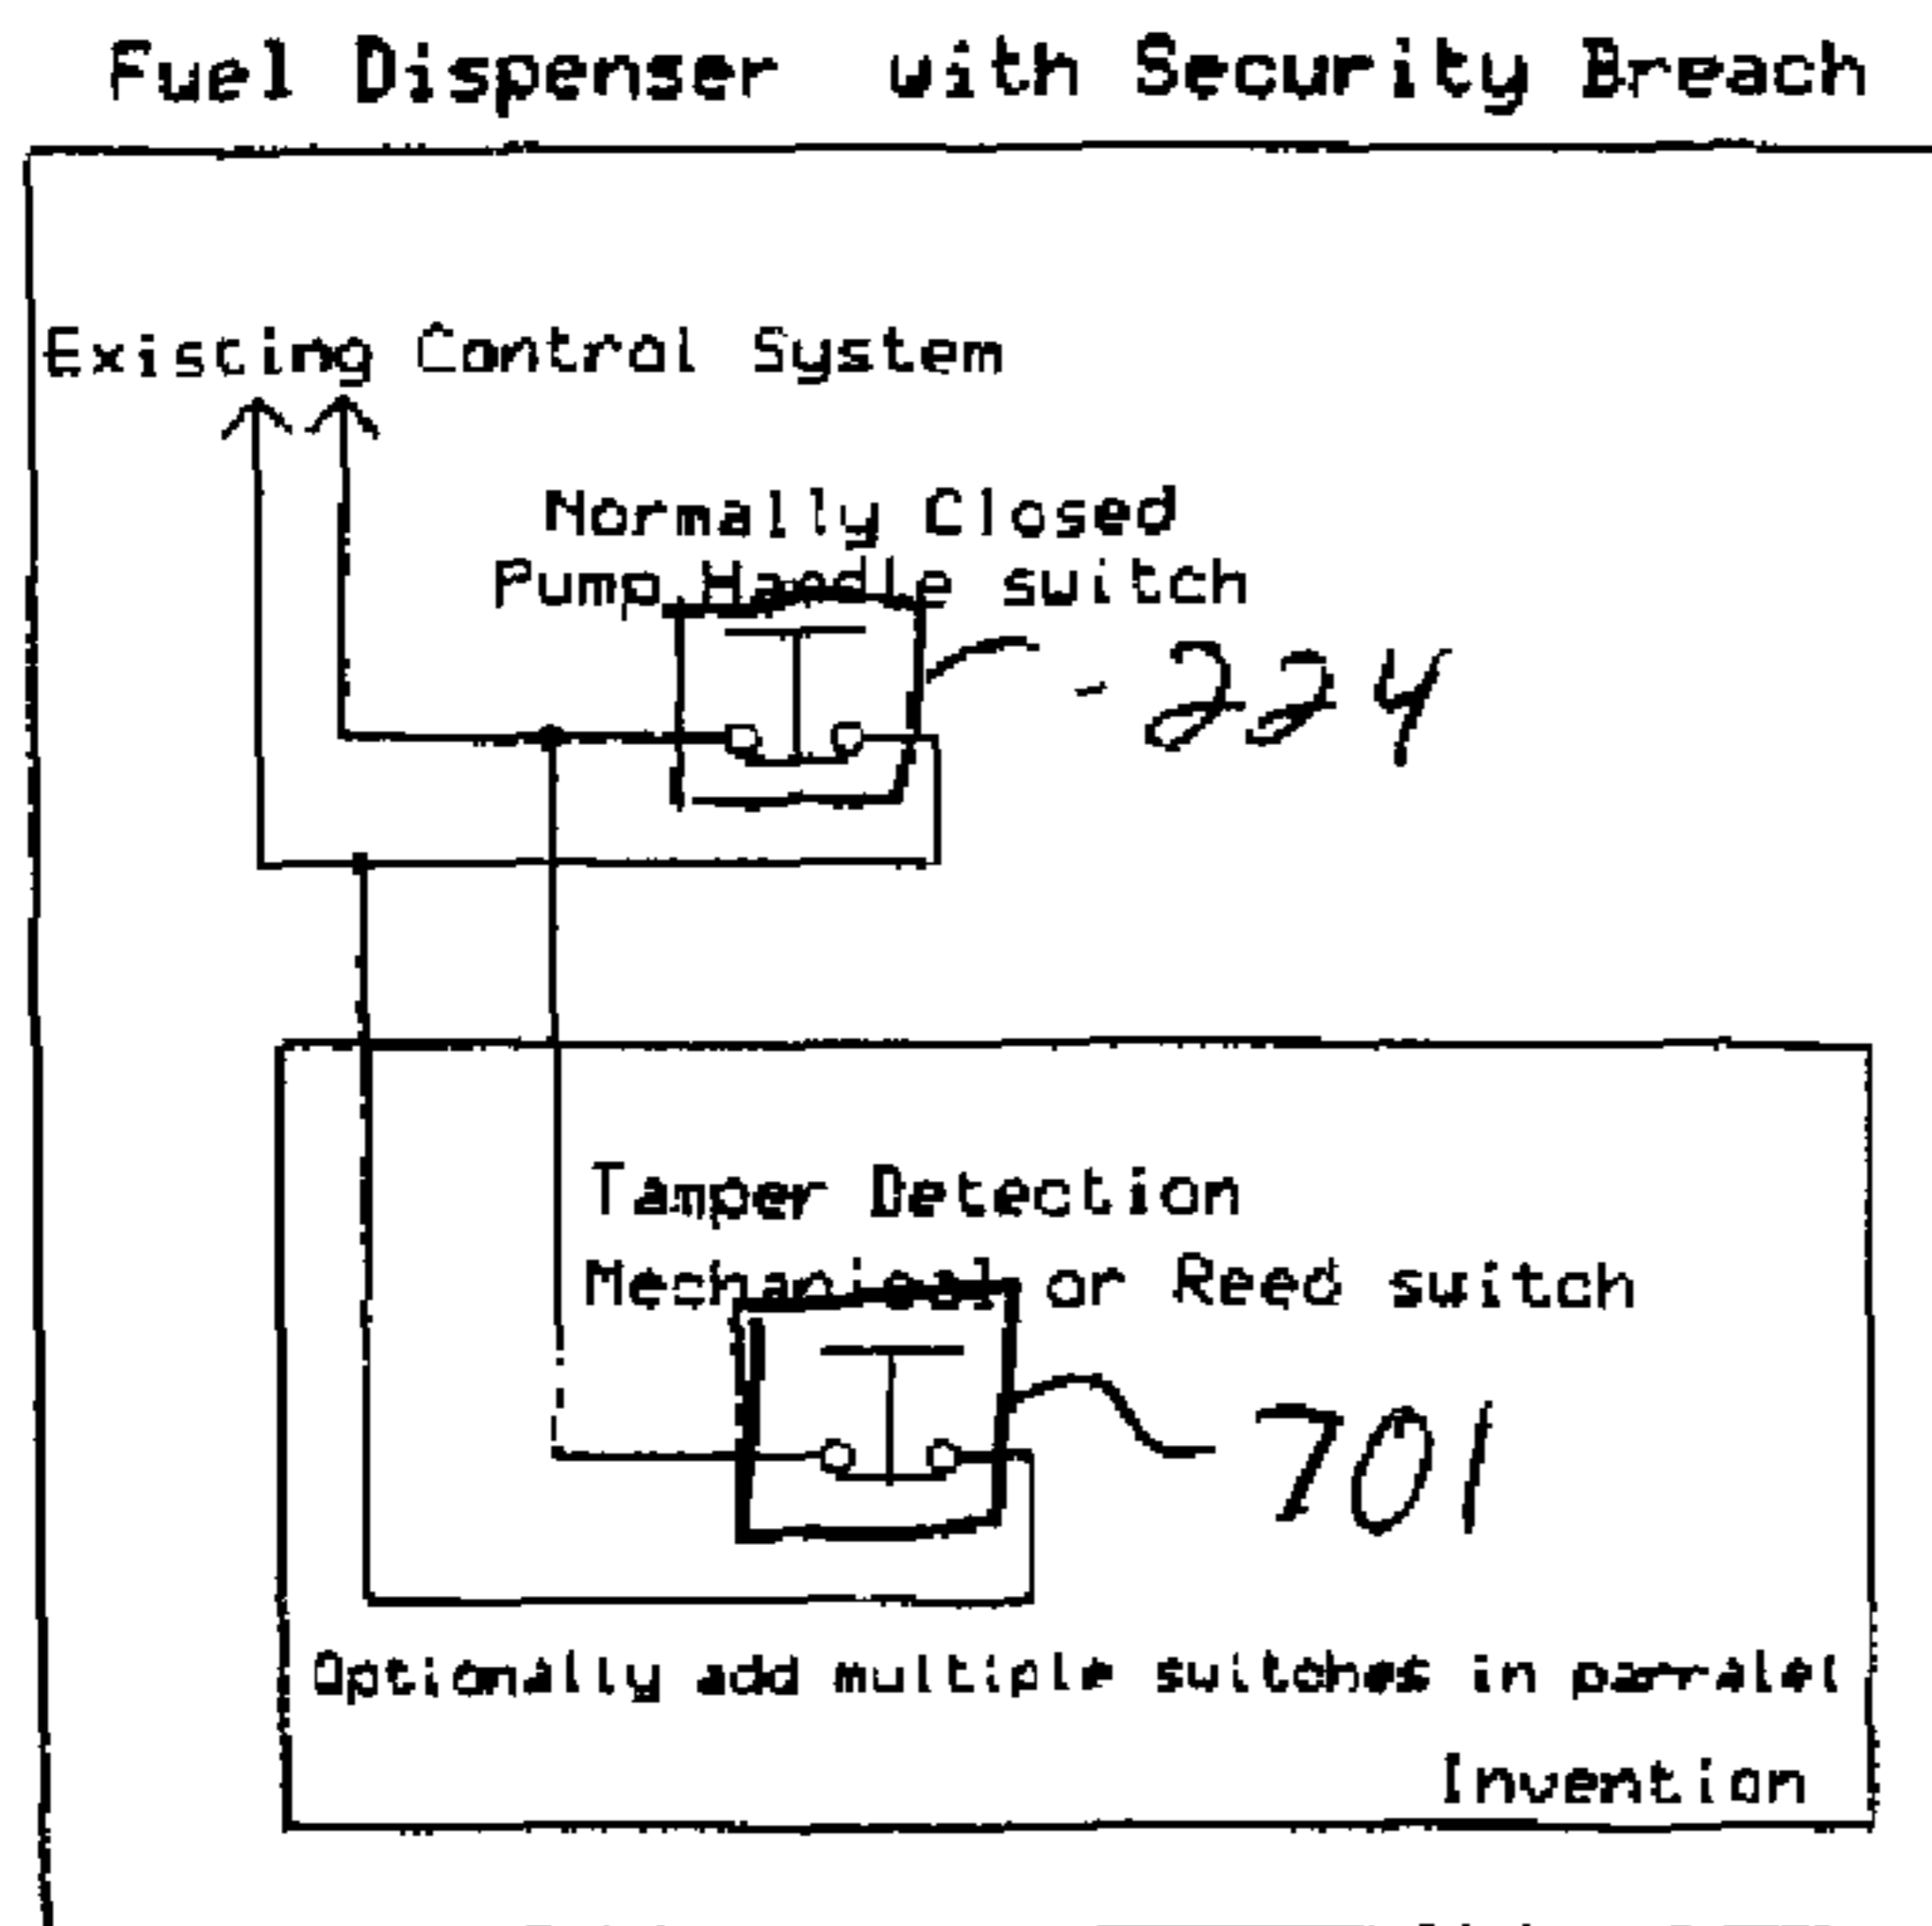 Fuel Dispenser with Security Breach
Existing Control System
Normally Closed
Pump Handle switch
224
Tamper Detection
Mechanical or Reed switch
701
Optionally add multiple switches in parralel
Invention